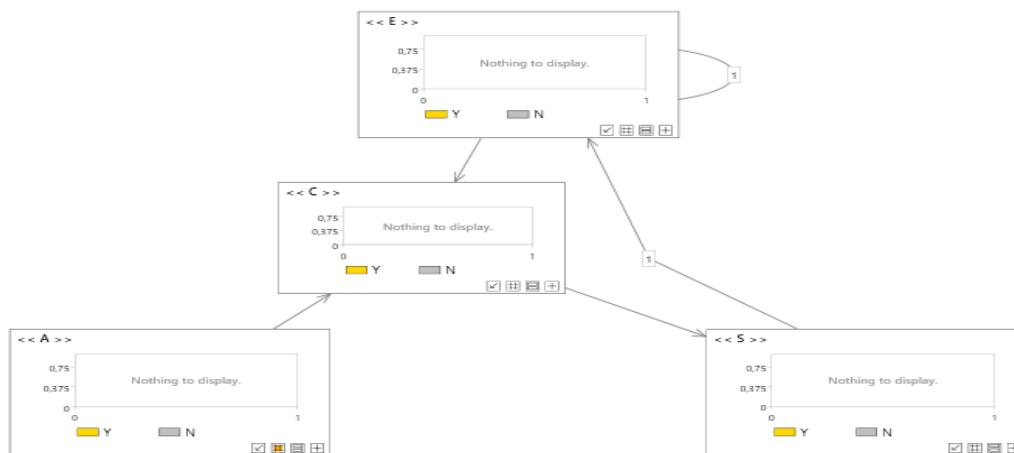 << E >>
0,75
Nothing to display.
0,375
0
0 1
Y N
1
<< C >>
0,75
Nothing to display.
0,375
0
0 1
Y N
1
<< A >>
0,75
Nothing to display.
0,375
0
0 1
Y N
<< S >>
0,75
Nothing to display.
0,375
0
0 1
Y N